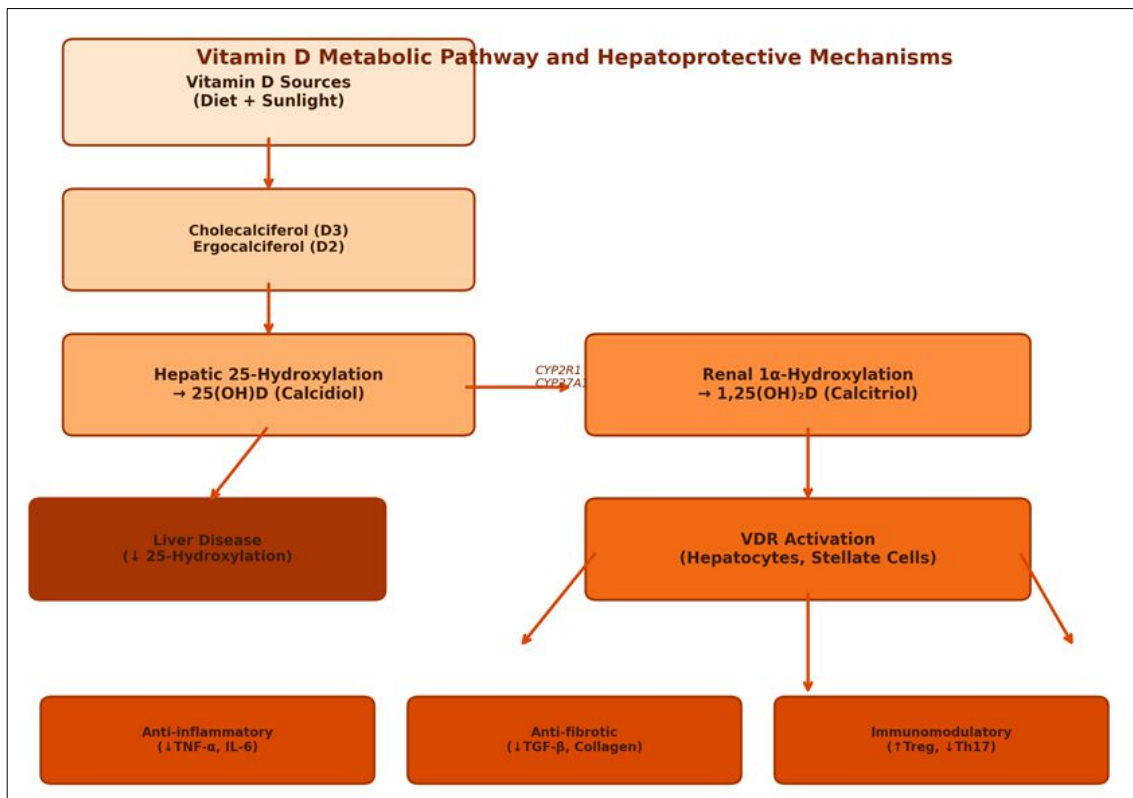 Vitamin D Metabolic Pathway and Hepatoprotective Mechanisms
Vitamin D Sources
(Diet + Sunlight)
Cholecalciferol (D3)
Ergocalciferol (D2)
Hepatic 25-Hydroxylation
→ 25(OH)D (Calcidiol)
CYP2R1
CYP27A1
Renal 1α-Hydroxylation
→ 1,25(OH)₂D (Calcitriol)
Liver Disease
(↓ 25-Hydroxylation)
VDR Activation
(Hepatocytes, Stellate Cells)
Anti-inflammatory
(↓TNF-α, IL-6)
Anti-fibrotic
(↓TGF-β, Collagen)
Immunomodulatory
(↑Treg, ↓Th17)